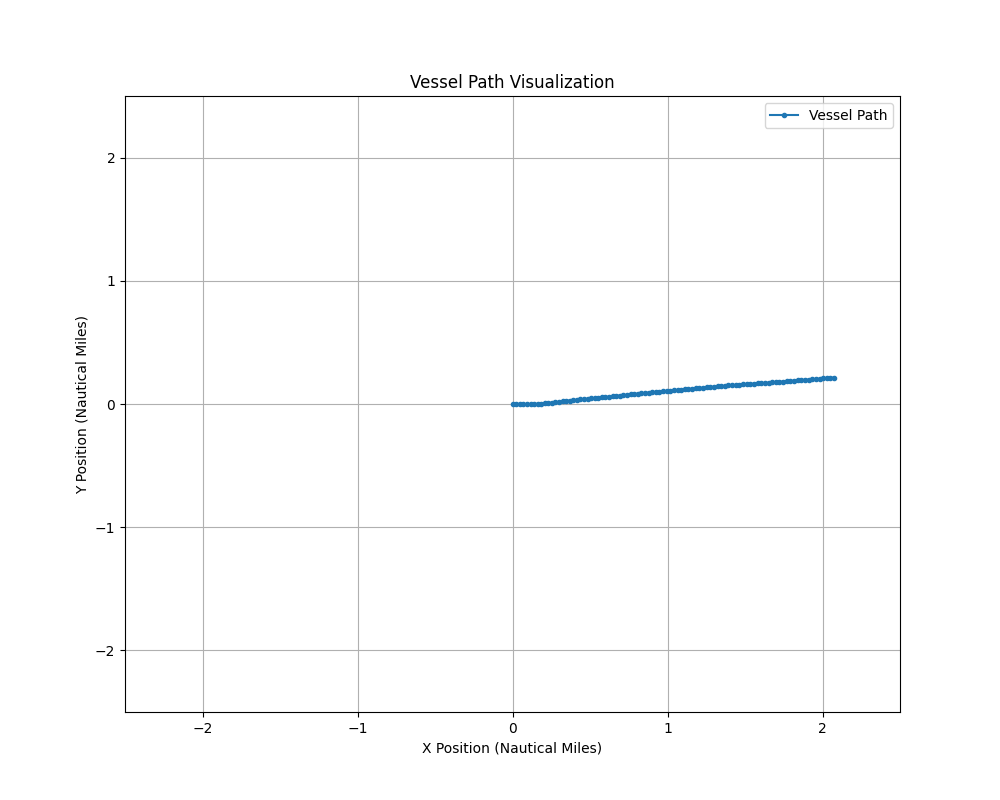 Vessel Path Visualization
Vessel Path
2
1
0
−1
−2
Y Position (Nautical Miles)
−2
−1
0
1
2
X Position (Nautical Miles)